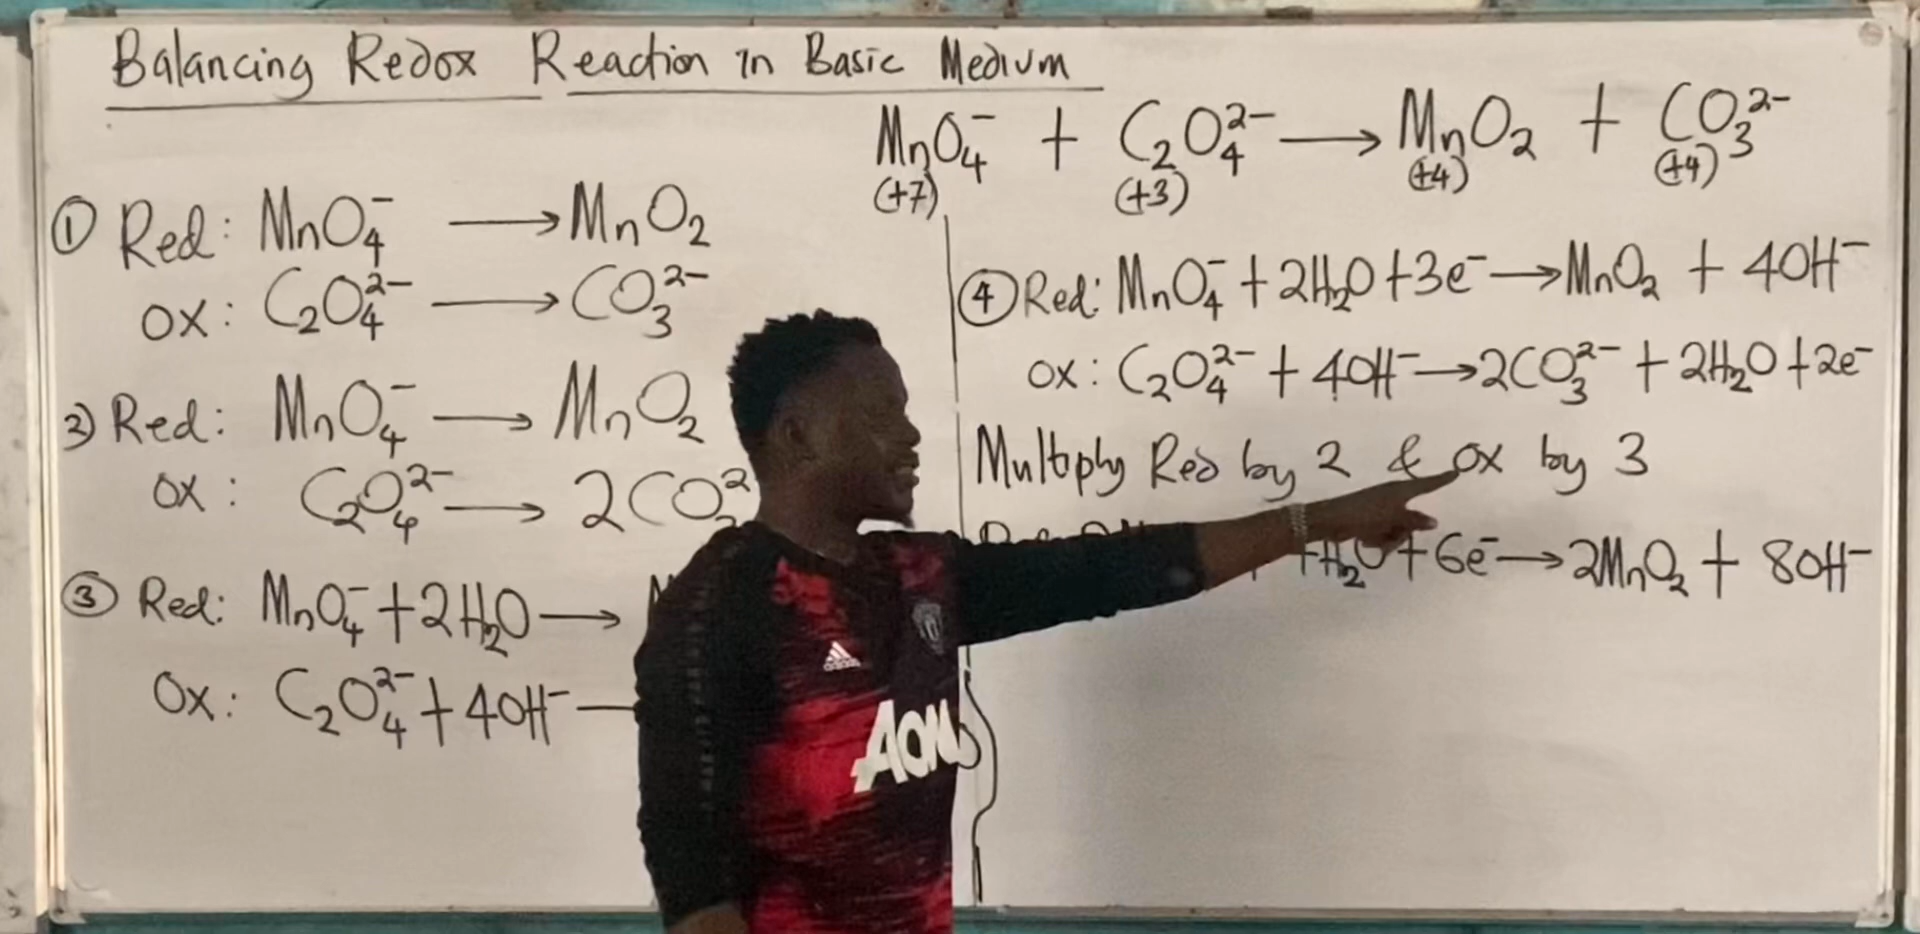 Balancing Redox Reaction in Basic Medium
MnO₄⁻ + C₂O₄²⁻ ⟶ MnO₂ + CO₃²⁻
(+7) (+3) (+4) (+4)
① Red: MnO₄⁻ ⟶ MnO₂
OX: C₂O₄²⁻ ⟶ CO₃²⁻
2) Red: MnO₄⁻ ⟶ MnO₂
OX: C₂O₄²⁻ ⟶ 2CO
③ Red: MnO₄⁻ + 2H₂O ⟶
OX: C₂O₄²⁻ + 4OH⁻
④ Red: MnO₄⁻ + 2H₂O + 3e⁻ ⟶ MnO₂ + 4OH⁻
OX: C₂O₄²⁻ + 4OH⁻ ⟶ 2CO₃²⁻ + 2H₂O + 2e⁻
Multiply Red by 2 & OX by 3
H₂O + 6e⁻ ⟶ 2MnO₂ + 8OH⁻
adidas
AON